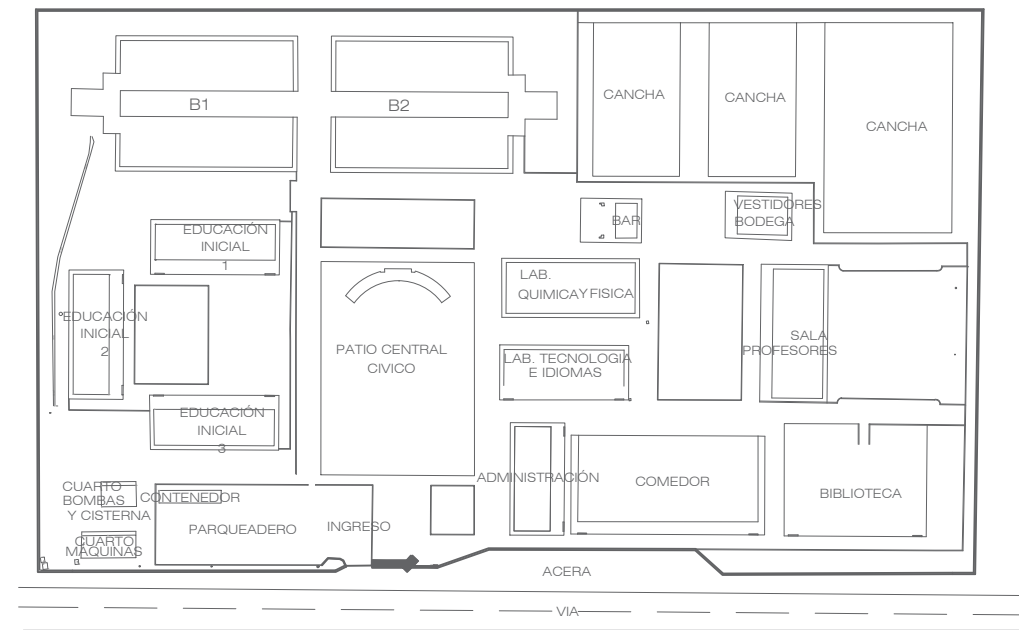 CANCHA
CANCHA
CANCHA
B1
B2
VESTIDORES
BODEGA
BAR
EDUCACIÓN
INICIAL
1
LAB.
QUIMICA Y FISICA
EDUCACIÓN
INICIAL
2
PATIO CENTRAL
CIVICO
LAB. TECNOLOGIA
E IDIOMAS
SALA
PROFESORES
EDUCACIÓN
INICIAL
3
CUARTO
BOMBAS
Y CISTERNA
CONTENEDOR
PARQUEADERO
INGRESO
ADMINISTRACIÓN
COMEDOR
BIBLIOTECA
CUARTO
MAQUINAS
ACERA
VIA